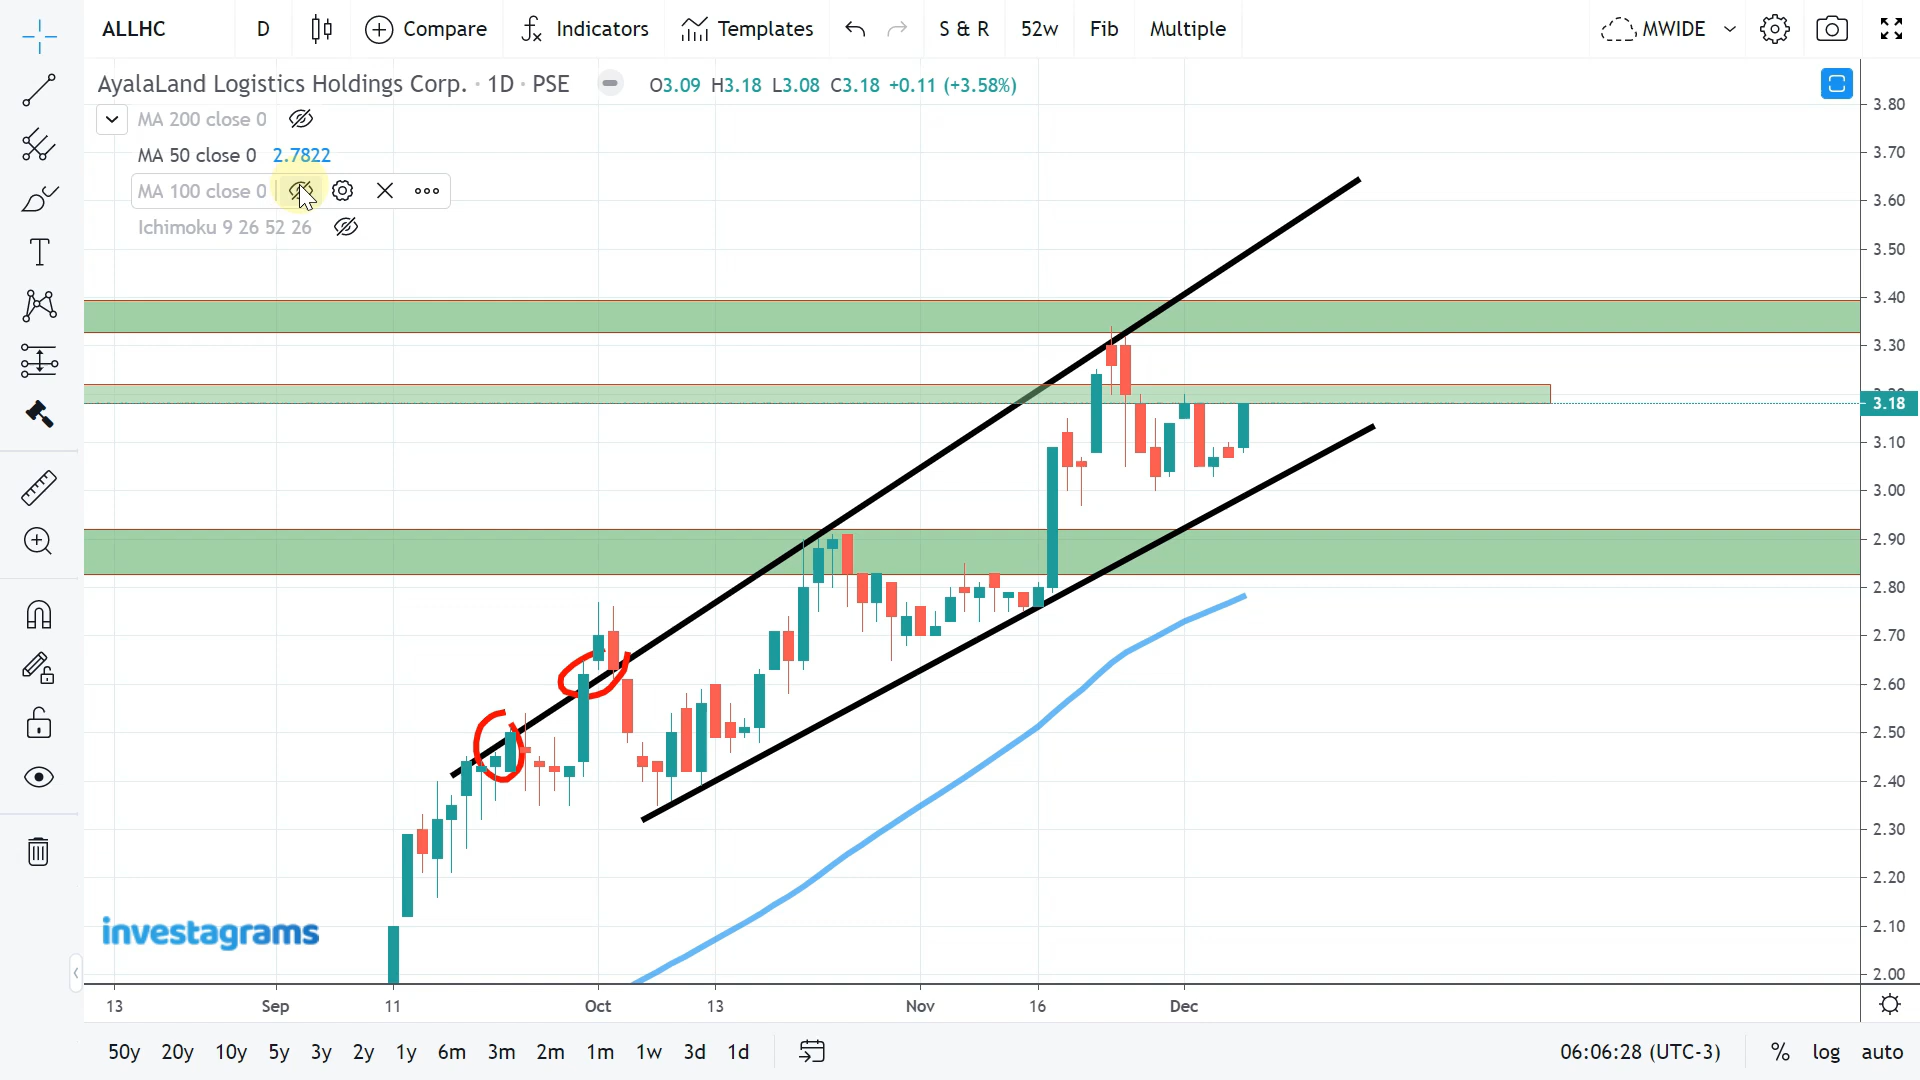 ALLHC D Compare Indicators Templates S & R 52w Fib Multiple MWIDE
AyalaLand Logistics Holdings Corp. · 1D · PSE O3.09 H3.18 L3.08 C3.18 +0.11 (+3.58%)
MA 200 close 0
MA 50 close 0 2.7822
MA 100 close 0
Ichimoku 9 26 52 26
3.80
3.70
3.60
3.50
3.40
3.30
3.18
3.10
3.00
2.90
2.80
2.70
2.60
2.50
2.40
2.30
2.20
2.10
2.00
investagrams
13 Sep 11 Oct 13 Nov 16 Dec
50y 20y 10y 5y 3y 2y 1y 6m 3m 2m 1m 1w 3d 1d 06:06:28 (UTC-3) % log auto